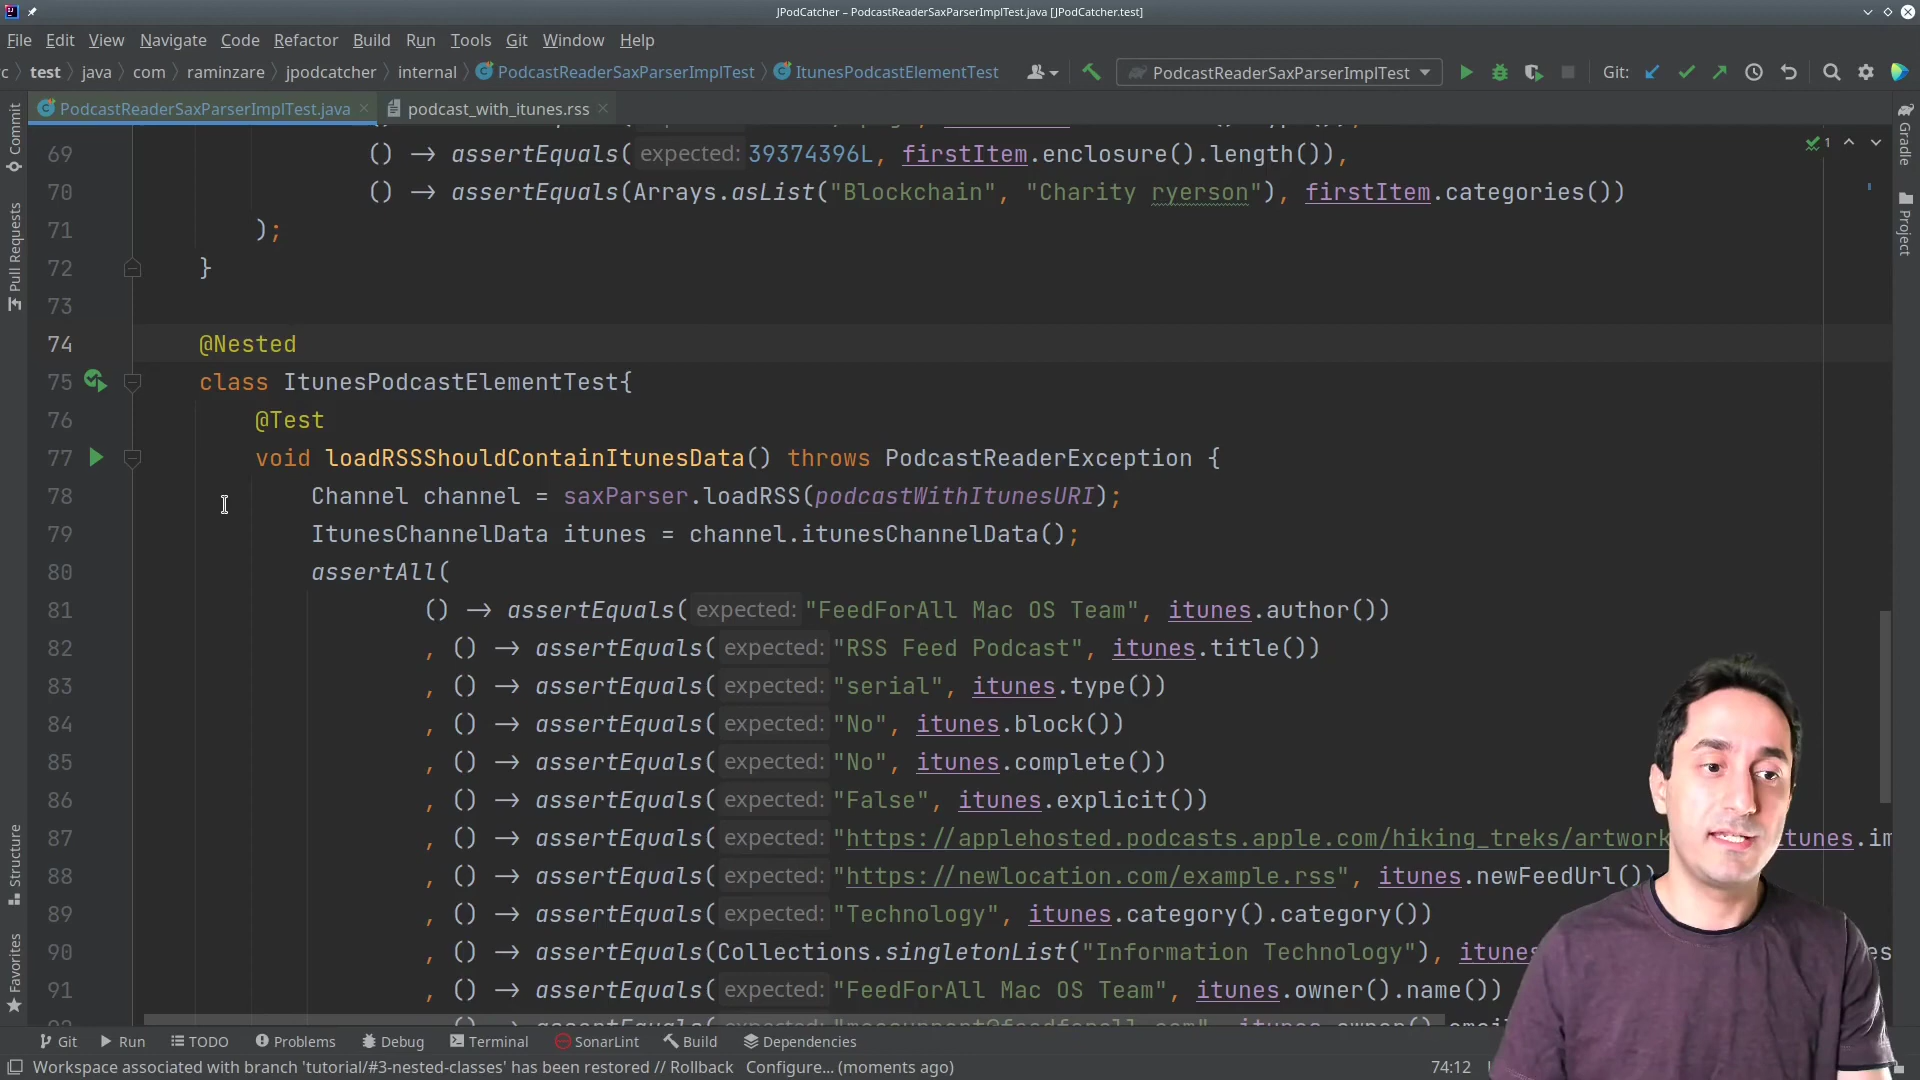 JPodCatcher – PodcastReaderSaxParserImplTest.java [JPodCatcher.test]
File Edit View Navigate Code Refactor Build Run Tools Git Window Help
c test java com raminzare jpodcatcher internal PodcastReaderSaxParserImplTest ItunesPodcastElementTest PodcastReaderSaxParserImplTest Git:
PodcastReaderSaxParserImplTest.java podcast_with_itunes.rss
Commit
Pull Requests
Structure
Favorites
Gradle
Project
1
69 () → assertEquals( expected: 39374396L, firstItem.enclosure().length()),
70 () → assertEquals(Arrays.asList("Blockchain", "Charity ryerson"), firstItem.categories())
71 );
72 }
73
74 @Nested
75 class ItunesPodcastElementTest{
76 @Test
77 void loadRSSShouldContainItunesData() throws PodcastReaderException {
78 Channel channel = saxParser.loadRSS(podcastWithItunesURI);
79 ItunesChannelData itunes = channel.itunesChannelData();
80 assertAll(
81 () → assertEquals( expected: "FeedForAll Mac OS Team", itunes.author())
82 , () → assertEquals( expected: "RSS Feed Podcast", itunes.title())
83 , () → assertEquals( expected: "serial", itunes.type())
84 , () → assertEquals( expected: "No", itunes.block())
85 , () → assertEquals( expected: "No", itunes.complete())
86 , () → assertEquals( expected: "False", itunes.explicit())
87 , () → assertEquals( expected: "https://applehosted.podcasts.apple.com/hiking_treks/artwork tunes.im
88 , () → assertEquals( expected: "https://newlocation.com/example.rss", itunes.newFeedUrl())
89 , () → assertEquals( expected: "Technology", itunes.category().category())
90 , () → assertEquals(Collections.singletonList("Information Technology"), itunes es
91 , () → assertEquals( expected: "FeedForAll Mac OS Team", itunes.owner().name())
Git Run TODO Problems Debug Terminal SonarLint Build Dependencies
Workspace associated with branch 'tutorial/#3-nested-classes' has been restored // Rollback Configure... (moments ago) 74:12